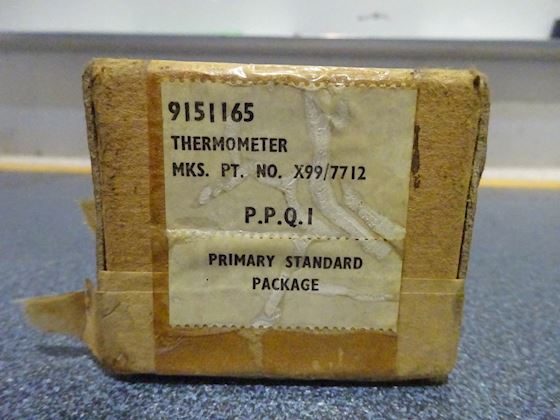 9151165
THERMOMETER
MKS. PT. NO. X99/7712
P.P.Q.1
PRIMARY STANDARD
PACKAGE